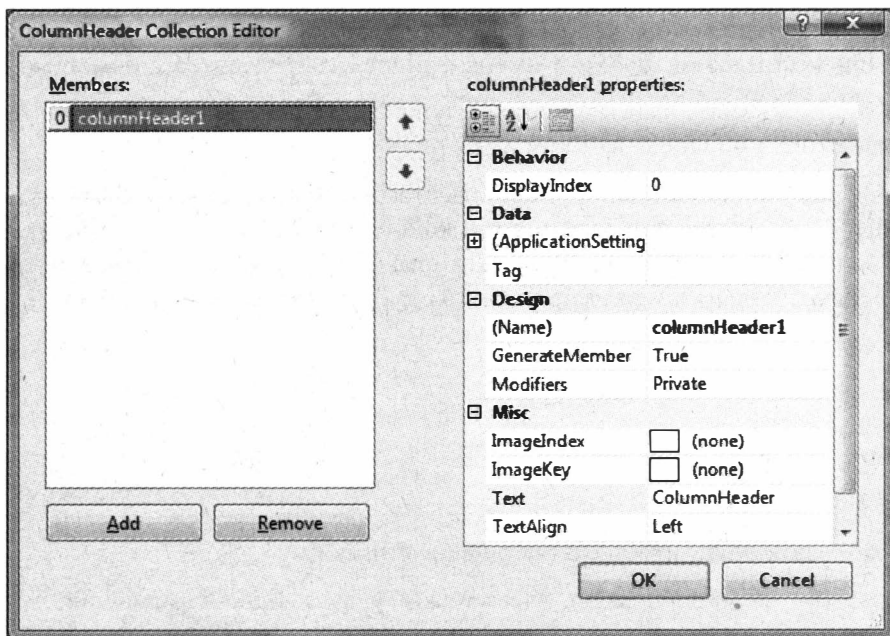 ColumnHeader Collection Editor
?
x
Members:
0 columnHeader1
Add
Remove
columnHeader1 properties:
A
Z
Behavior
DisplayIndex 0
Data
(ApplicationSetting
Tag
Design
(Name) columnHeader1
GenerateMember True
Modifiers Private
Misc
ImageIndex (none)
ImageKey (none)
Text ColumnHeader
TextAlign Left
OK
Cancel